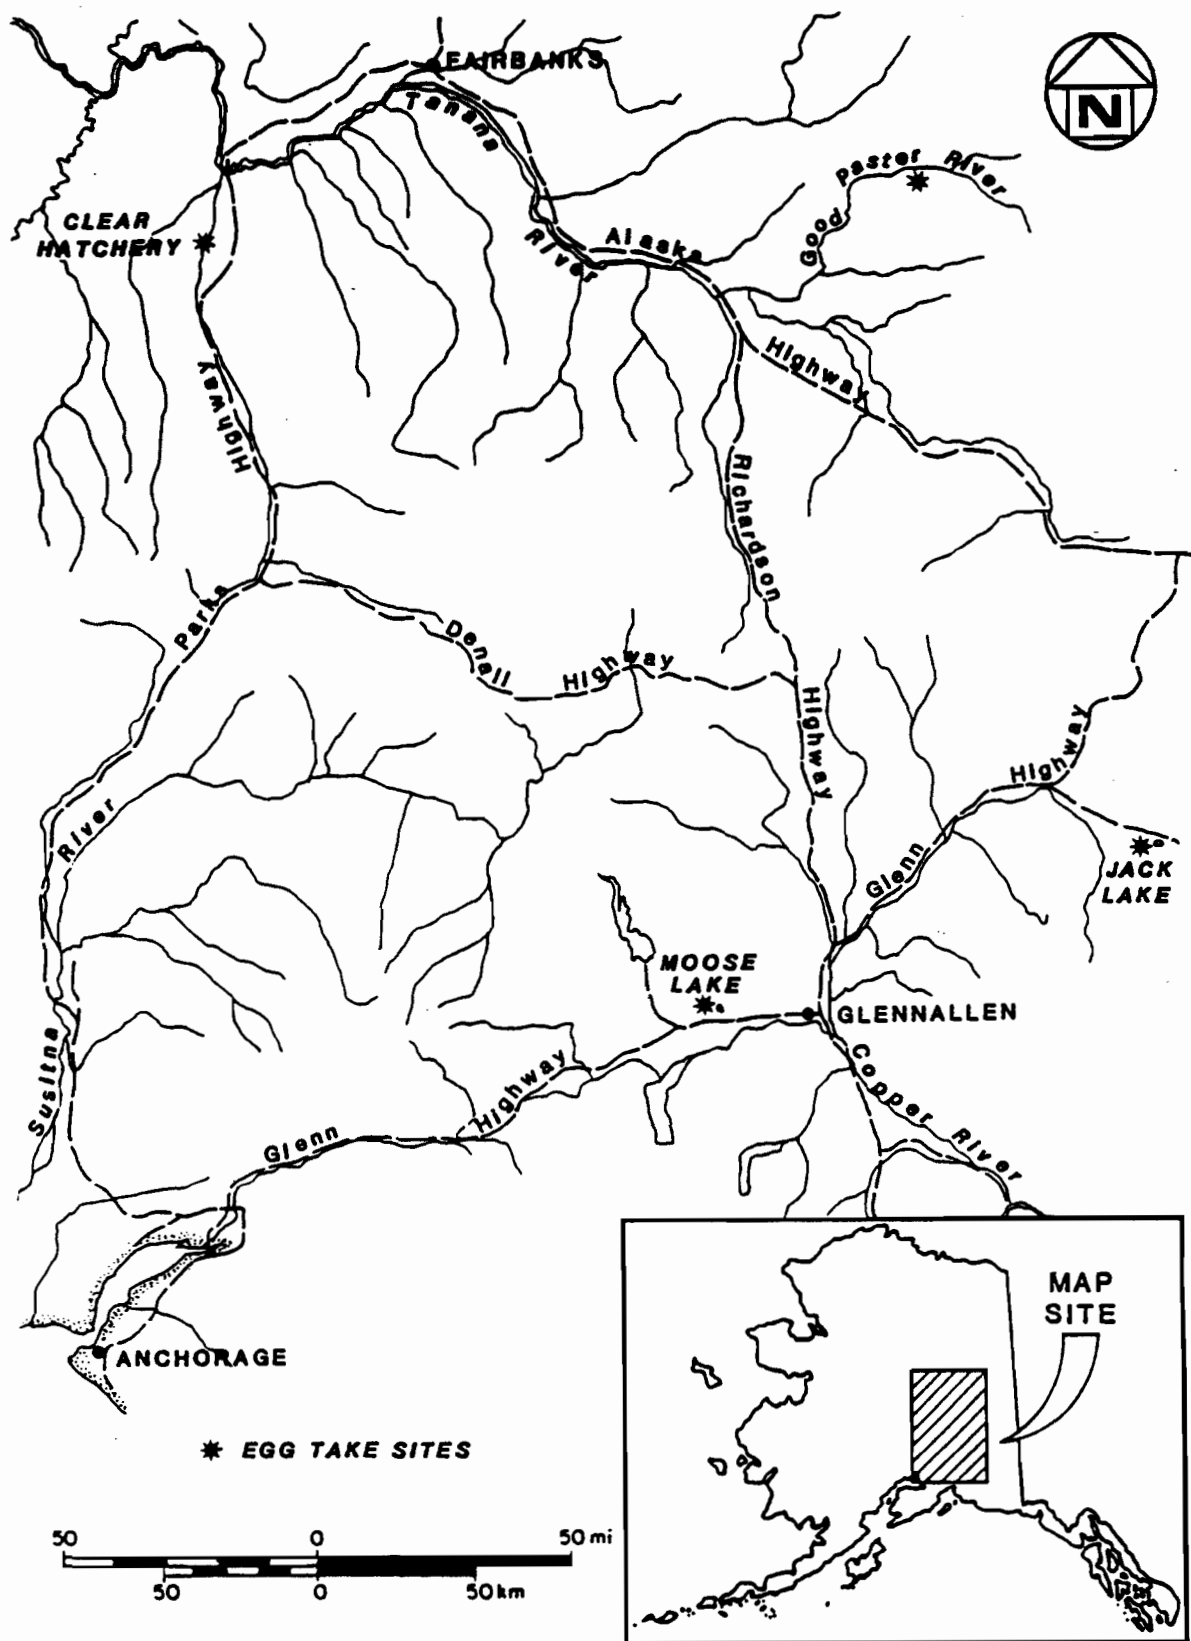 N
FAIRBANKS
Tanana
River
Good Paster River
CLEAR
HATCHERY
Alaska
Highway
Highway
Parks
Richardson
Highway
Denali
Highway
River
Susitna
Highway
Glenn
JACK
LAKE
MOOSE
LAKE
GLENNALLEN
Copper River
Highway
Glenn
ANCHORAGE
MAP
SITE
EGG TAKE SITES
50 0 50 mi
50 0 50 km